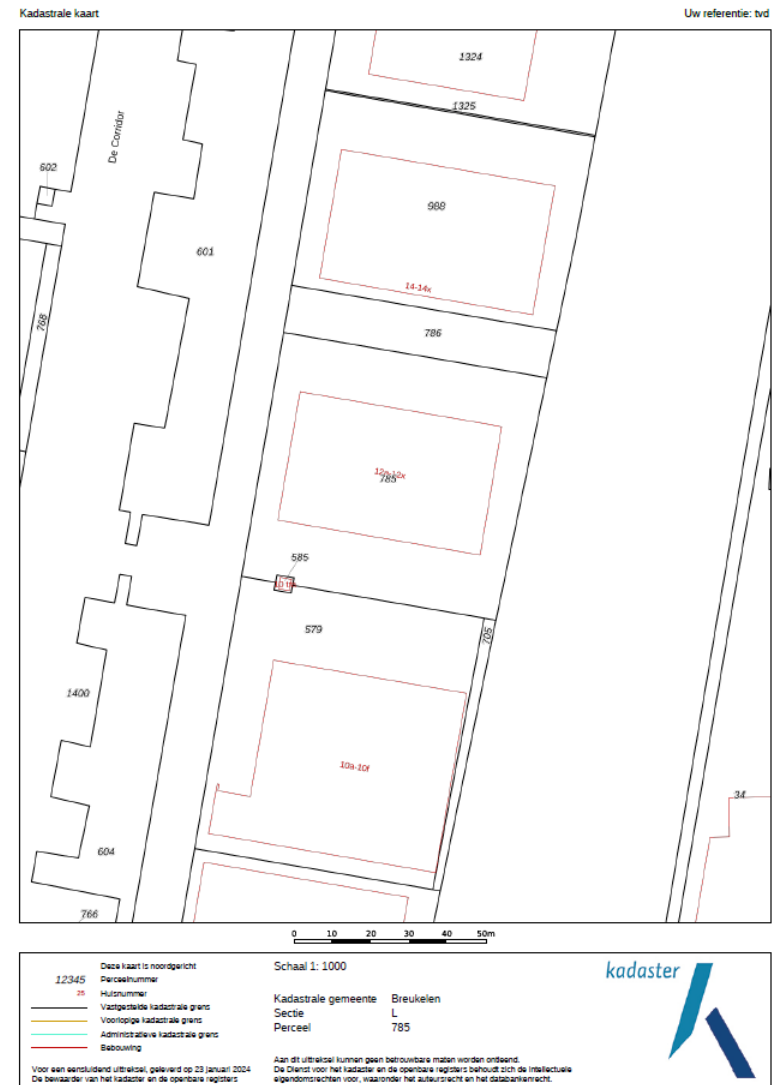 Kadastrale kaart
Uw referentie: tvd
1324
1325
De Corridor
602
988
601
14-14x
768
786
12a-12x
785
585
579
705
1400
10a-10f
34
604
766
0 10 20 30 40 50m
Deze kaart is noordgericht
12345 Perceelnummer
25 Huisnummer
Vastgestelde kadastrale grens
Voorlopige kadastrale grens
Administratieve kadastrale grens
Bebouwing
Voor een eensluidend uittreksel, geleverd op 23 januari 2024
De bewaarder van het kadaster en de openbare registers
Schaal 1: 1000
Kadastrale gemeente Breukelen
Sectie L
Perceel 785
Aan dit uittreksel kunnen geen betrouwbare maten worden ontleend.
De Dienst voor het kadaster en de openbare registers behoudt zich de intellectuele
eigendomsrechten voor, waaronder het auteursrecht en het databankenrecht.
kadaster